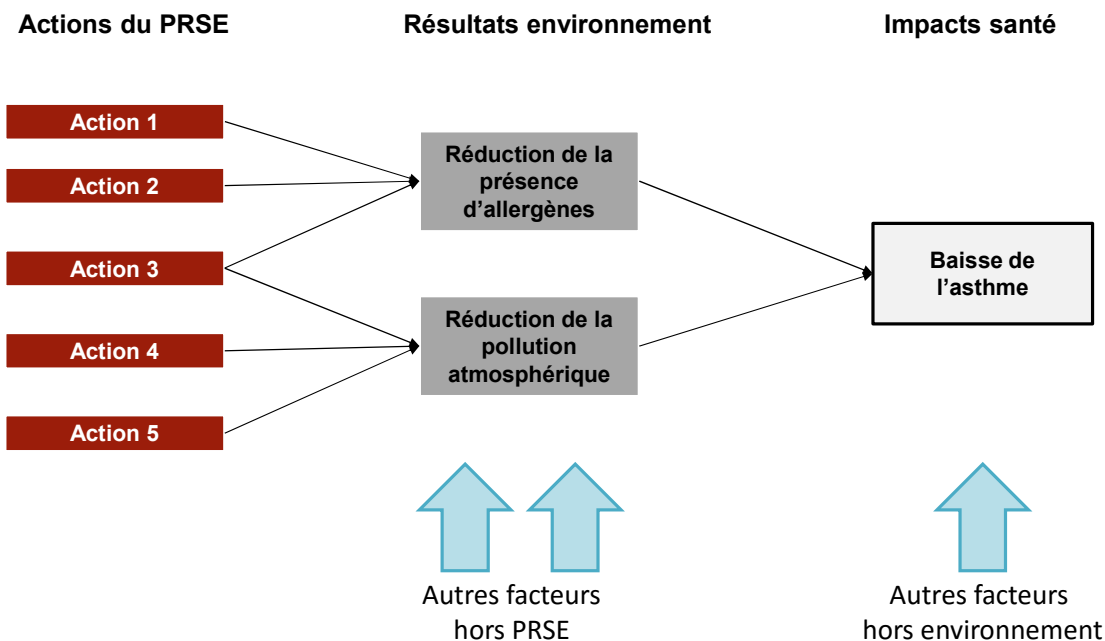 Actions du PRSE
Résultats environnement
Impacts santé
Action 1
Action 2
Action 3
Action 4
Action 5
Réduction de la
présence
d’allergènes
Réduction de la
pollution
atmosphérique
Baisse de
l’asthme
Autres facteurs
hors PRSE
Autres facteurs
hors environnement